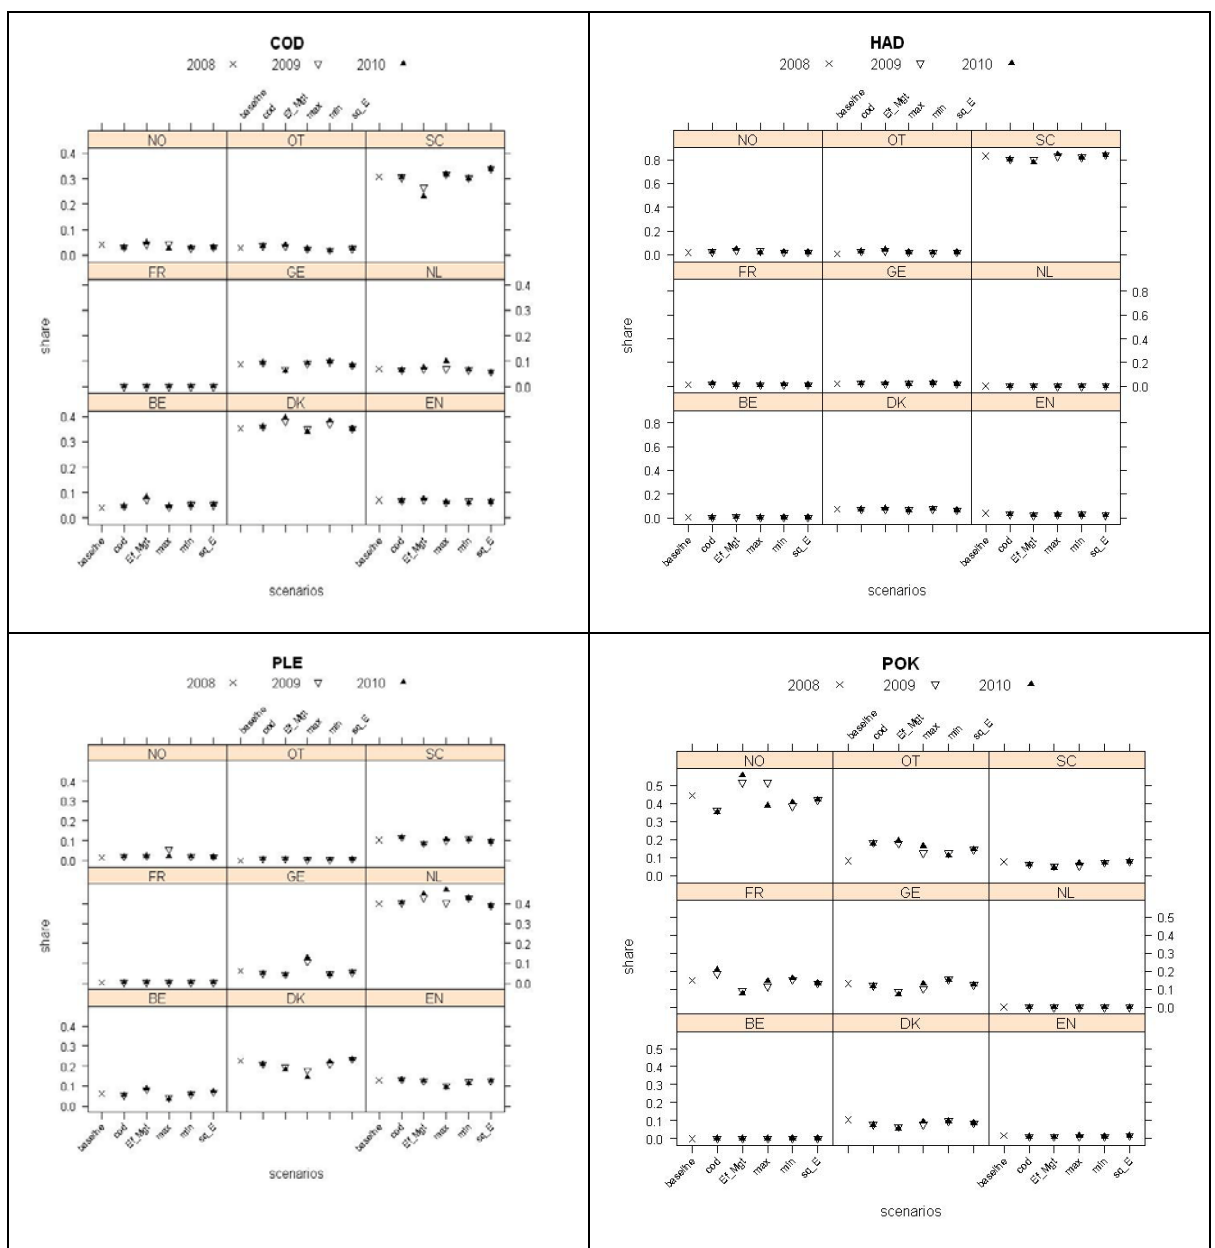 COD
2008 × 2009 ▽ 2010 ▲
baseline cod Ef_Mgt max min sq_E
NO OT SC
0.4
0.3
0.2
0.1
0.0
FR GE NL
share
0.4
0.3
0.2
0.1
0.0
BE DK EN
0.4
0.3
0.2
0.1
0.0
baseline cod Ef_Mgt max min sq_E baseline cod Ef_Mgt max min sq_E
scenarios
HAD
2008 × 2009 ▽ 2010 ▲
baseline cod Ef_Mgt max min sq_E
NO OT SC
0.8
0.6
0.4
0.2
0.0
FR GE NL
share
0.8
0.6
0.4
0.2
0.0
BE DK EN
0.8
0.6
0.4
0.2
0.0
baseline cod Ef_Mgt max min sq_E baseline cod Ef_Mgt max min sq_E
scenarios
PLE
2008 × 2009 ▽ 2010 ▲
baseline cod Ef_Mgt max min sq_E
NO OT SC
0.4
0.3
0.2
0.1
0.0
FR GE NL
share
0.4
0.3
0.2
0.1
0.0
BE DK EN
0.4
0.3
0.2
0.1
0.0
baseline cod Ef_Mgt max min sq_E baseline cod Ef_Mgt max min sq_E
scenarios
POK
2008 × 2009 ▽ 2010 ▲
baseline cod Ef_Mgt max min sq_E
NO OT SC
0.5
0.4
0.3
0.2
0.1
0.0
FR GE NL
share
0.5
0.4
0.3
0.2
0.1
0.0
BE DK EN
0.5
0.4
0.3
0.2
0.1
0.0
baseline cod Ef_Mgt max min sq_E baseline cod Ef_Mgt max min sq_E
scenarios